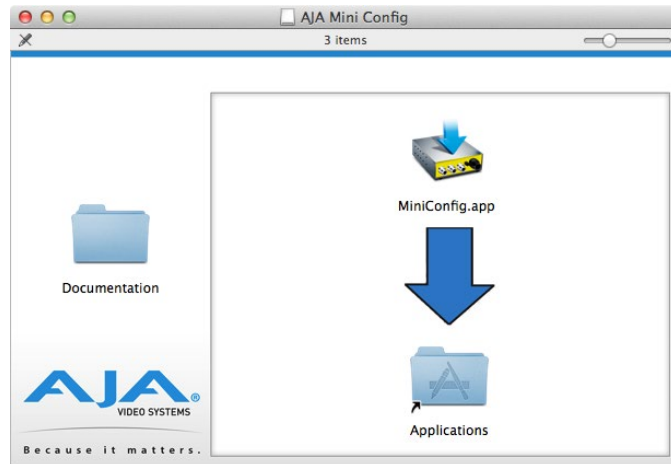 AJA Mini Config
3 items
MiniConfig.app
Documentation
AJA®
VIDEO SYSTEMS
Because it matters.
Applications